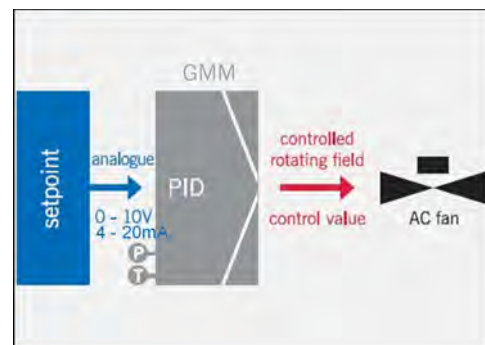 GMM
setpoint
analogue
0 - 10V
4 - 20mA
P
T
PID
controlled
rotating field
control value
AC fan